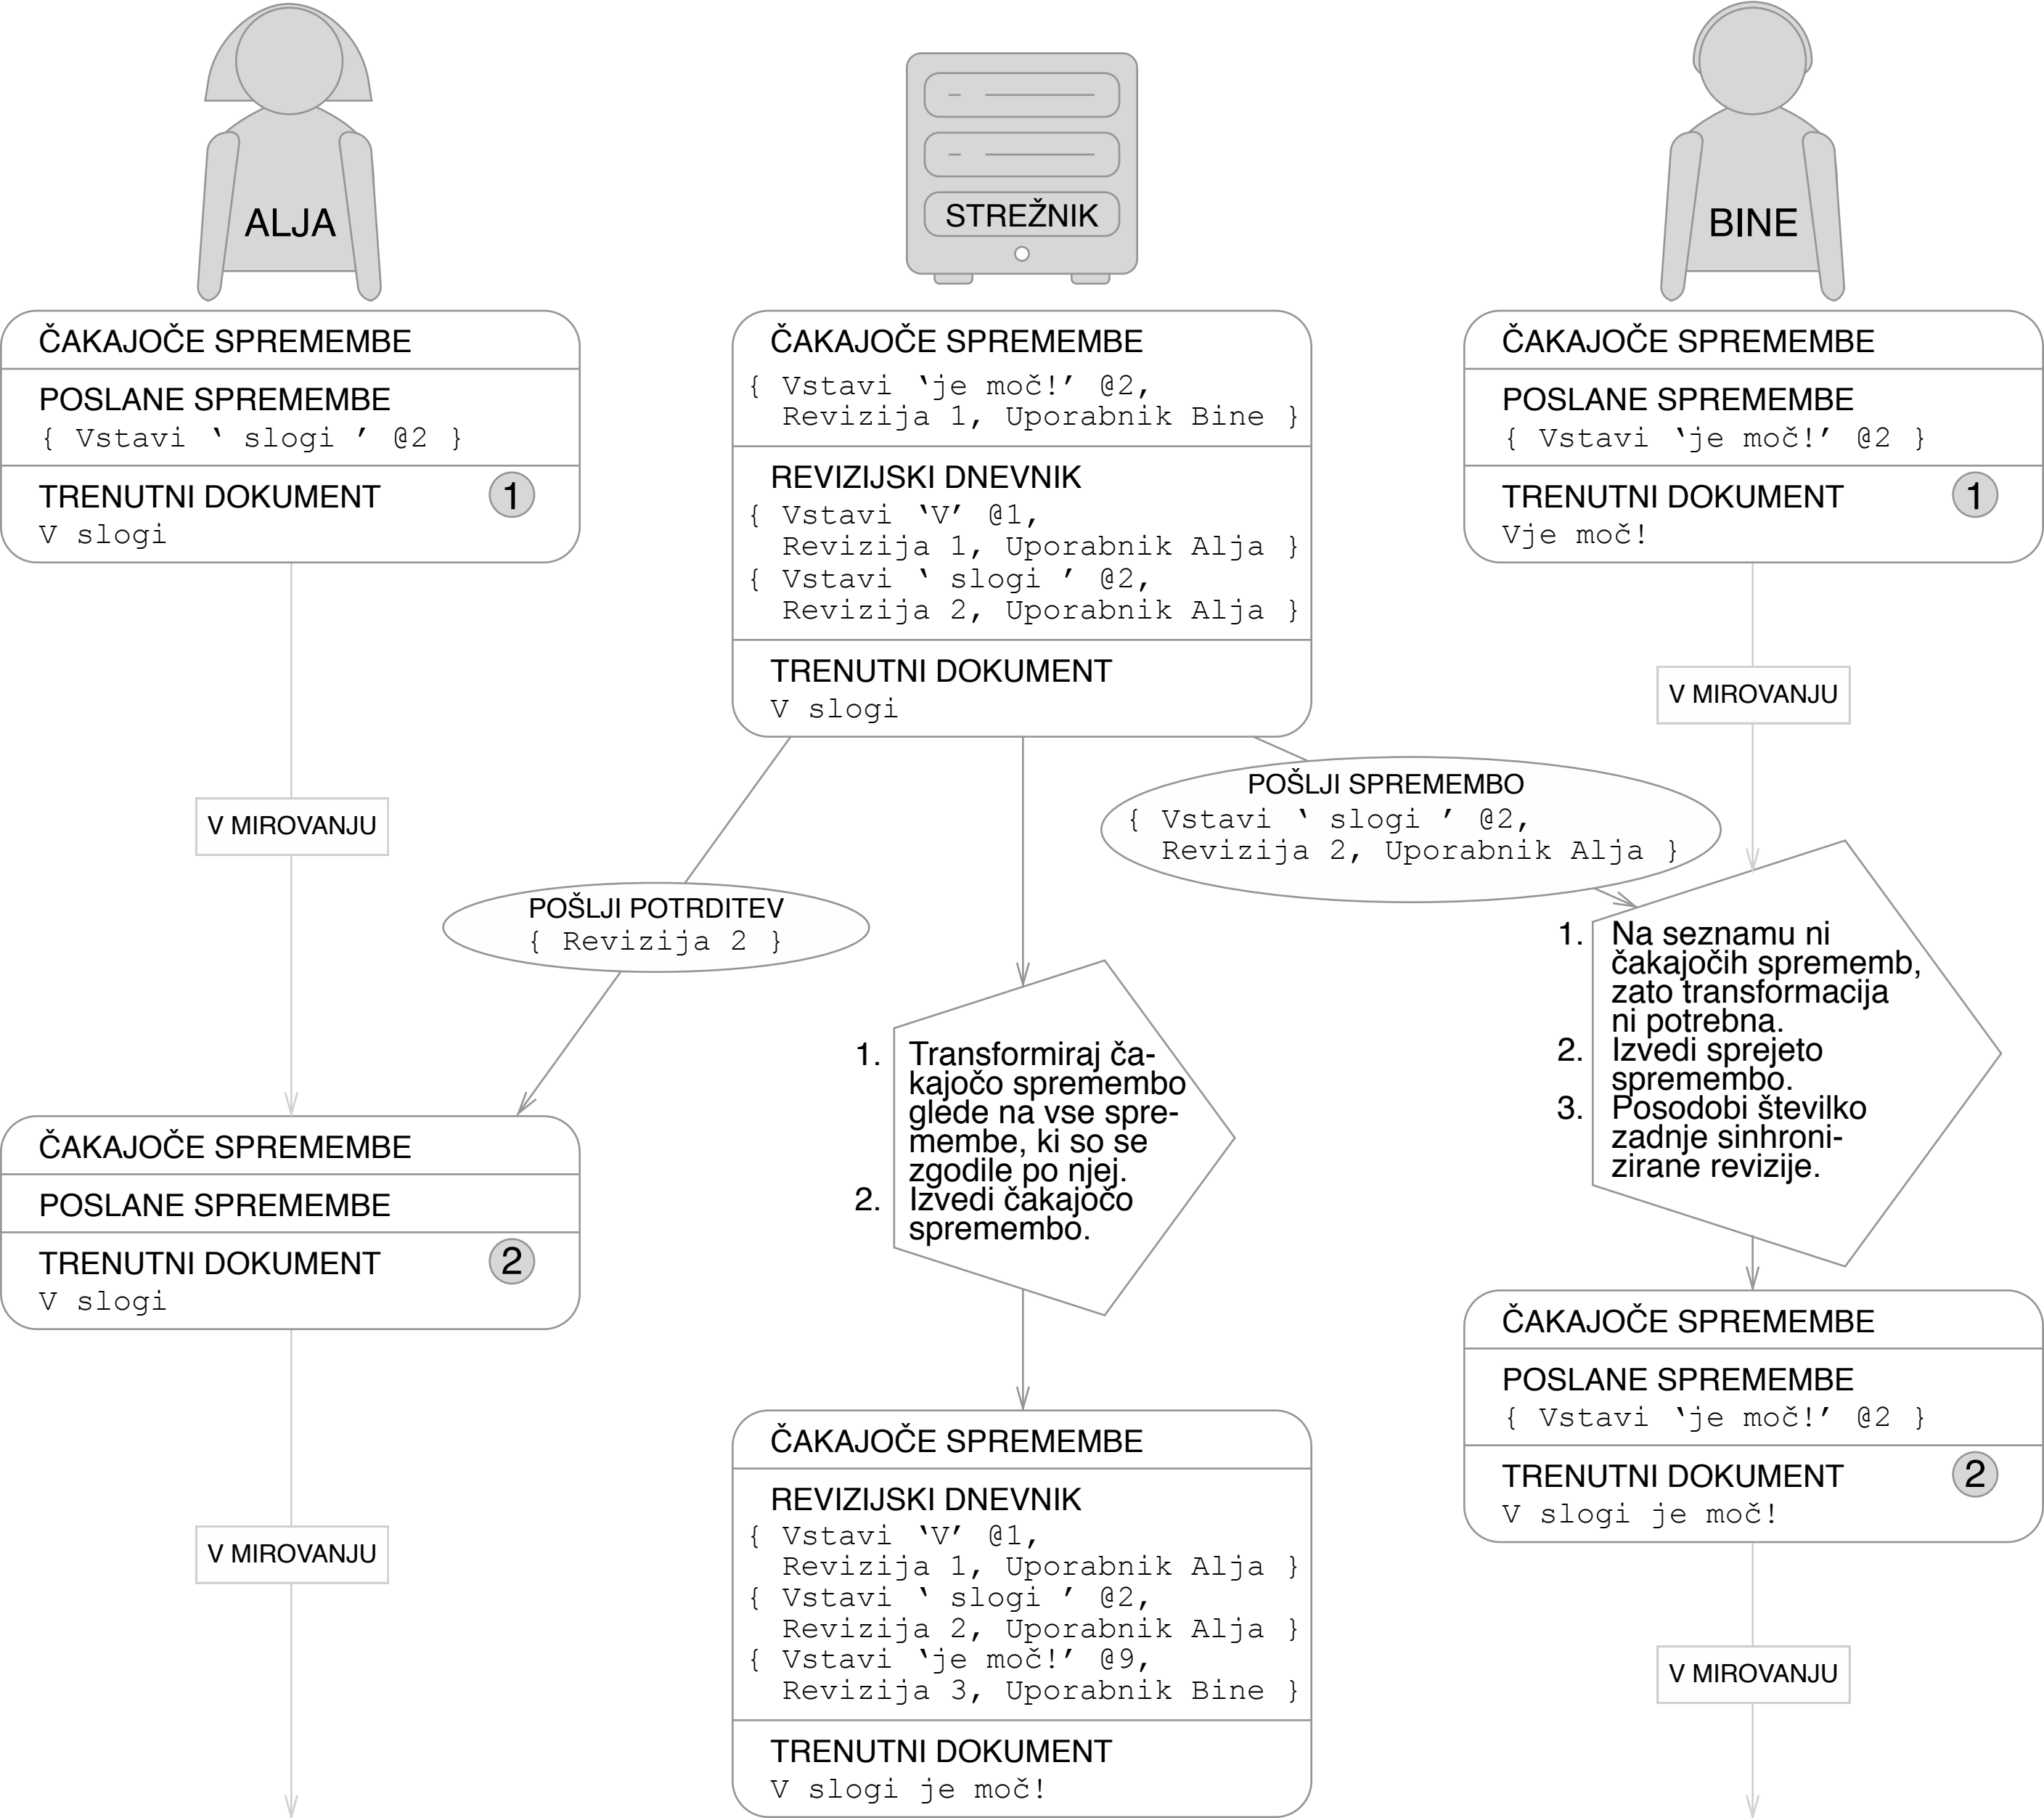 ALJA
STREŽNIK
BINE
ČAKAJOČE SPREMEMBE
POSLANE SPREMEMBE
{ Vstavi ‘ slogi ’ @2 }
TRENUTNI DOKUMENT
1
V slogi
ČAKAJOČE SPREMEMBE
{ Vstavi ‘je moč!’ @2,
Revizija 1, Uporabnik Bine }
REVIZIJSKI DNEVNIK
{ Vstavi ‘V’ @1,
Revizija 1, Uporabnik Alja }
{ Vstavi ‘ slogi ’ @2,
Revizija 2, Uporabnik Alja }
TRENUTNI DOKUMENT
V slogi
ČAKAJOČE SPREMEMBE
POSLANE SPREMEMBE
{ Vstavi ‘je moč!’ @2 }
TRENUTNI DOKUMENT
1
Vje moč!
V MIROVANJU
V MIROVANJU
POŠLJI SPREMEMBO
{ Vstavi ‘ slogi ’ @2,
Revizija 2, Uporabnik Alja }
POŠLJI POTRDITEV
{ Revizija 2 }
1. Transformiraj ča-
kajočo spremembo
glede na vse spre-
membe, ki so se
zgodile po njej.
2. Izvedi čakajočo
spremembo.
1. Na seznamu ni
čakajočih sprememb,
zato transformacija
ni potrebna.
2. Izvedi sprejeto
spremembo.
3. Posodobi številko
zadnje sinhroni-
zirane revizije.
ČAKAJOČE SPREMEMBE
POSLANE SPREMEMBE
TRENUTNI DOKUMENT
2
V slogi
V MIROVANJU
ČAKAJOČE SPREMEMBE
REVIZIJSKI DNEVNIK
{ Vstavi ‘V’ @1,
Revizija 1, Uporabnik Alja }
{ Vstavi ‘ slogi ’ @2,
Revizija 2, Uporabnik Alja }
{ Vstavi ‘je moč!’ @9,
Revizija 3, Uporabnik Bine }
TRENUTNI DOKUMENT
V slogi je moč!
ČAKAJOČE SPREMEMBE
POSLANE SPREMEMBE
{ Vstavi ‘je moč!’ @2 }
TRENUTNI DOKUMENT
2
V slogi je moč!
V MIROVANJU